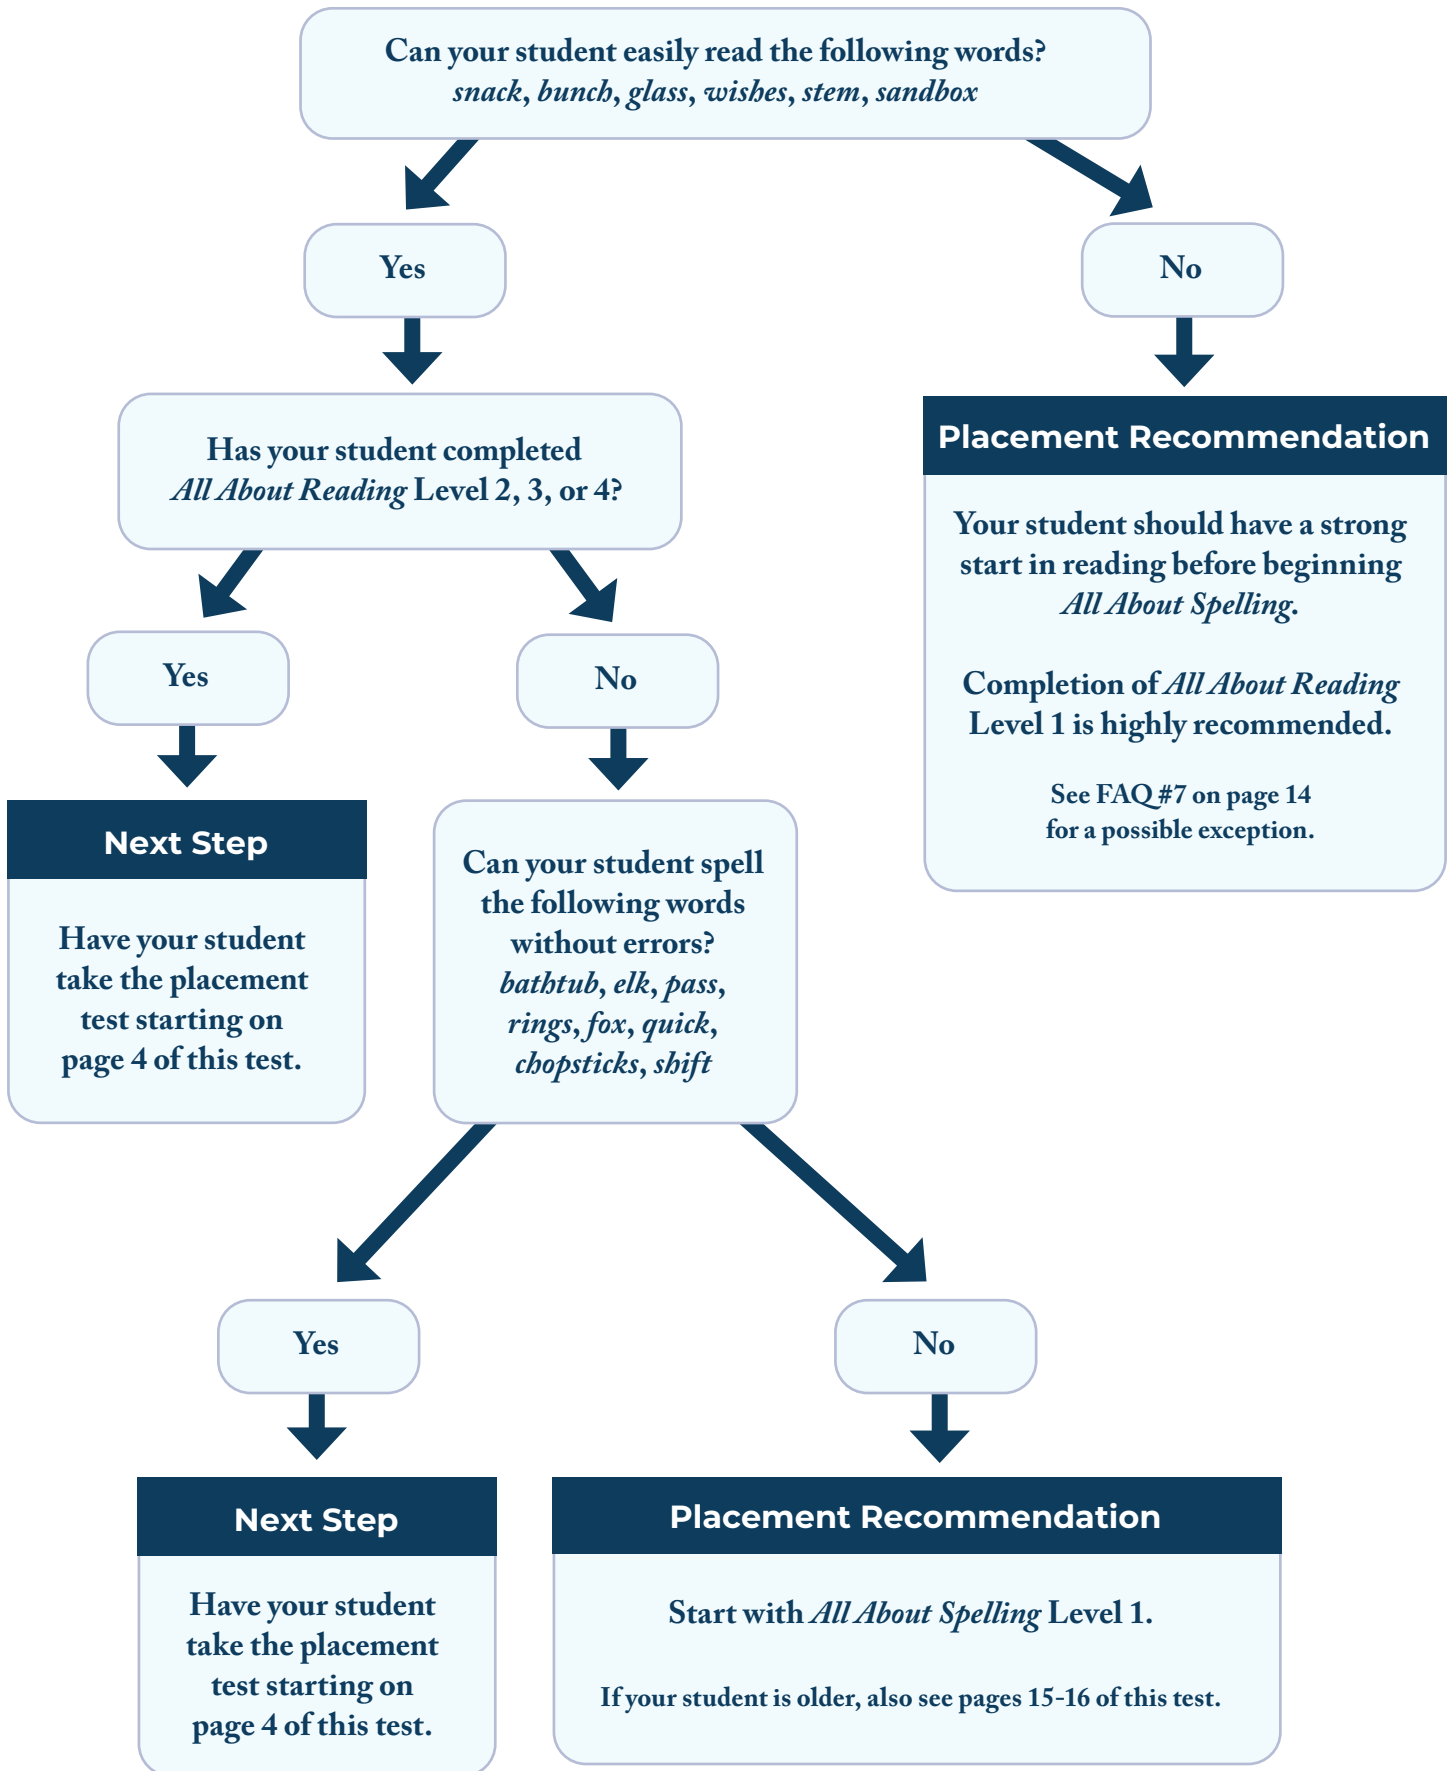 Can your student easily read the following words?
snack, bunch, glass, wishes, stem, sandbox
Yes
No
Has your student completed
All About Reading Level 2, 3, or 4?
Placement Recommendation
Your student should have a strong
start in reading before beginning
All About Spelling.
Completion of All About Reading
Level 1 is highly recommended.
See FAQ #7 on page 14
for a possible exception.
Yes
No
Next Step
Have your student
take the placement
test starting on
page 4 of this test.
Can your student spell
the following words
without errors?
bathtub, elk, pass,
rings, fox, quick,
chopsticks, shift
Yes
No
Next Step
Have your student
take the placement
test starting on
page 4 of this test.
Placement Recommendation
Start with All About Spelling Level 1.
If your student is older, also see pages 15-16 of this test.